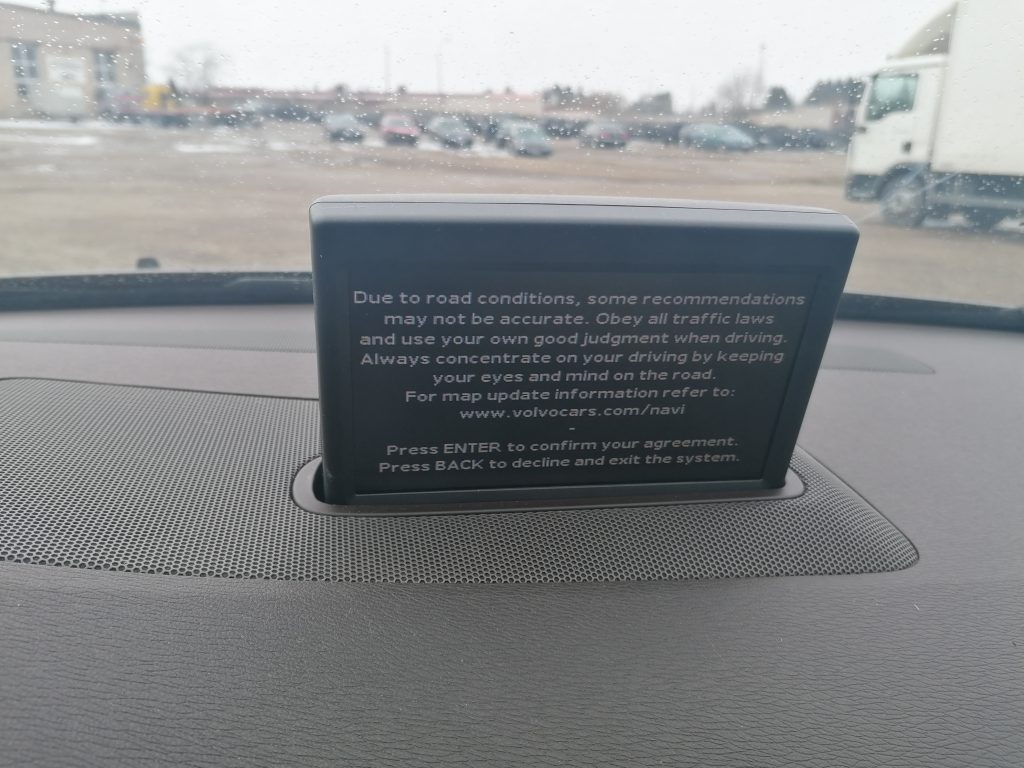 Due to road conditions, some recommendations
may not be accurate. Obey all traffic laws
and use your own good judgment when driving.
Always concentrate on your driving by keeping
your eyes and mind on the road.
For map update information refer to:
www.volvocars.com/navi
-
Press ENTER to confirm your agreement.
Press BACK to decline and exit the system.